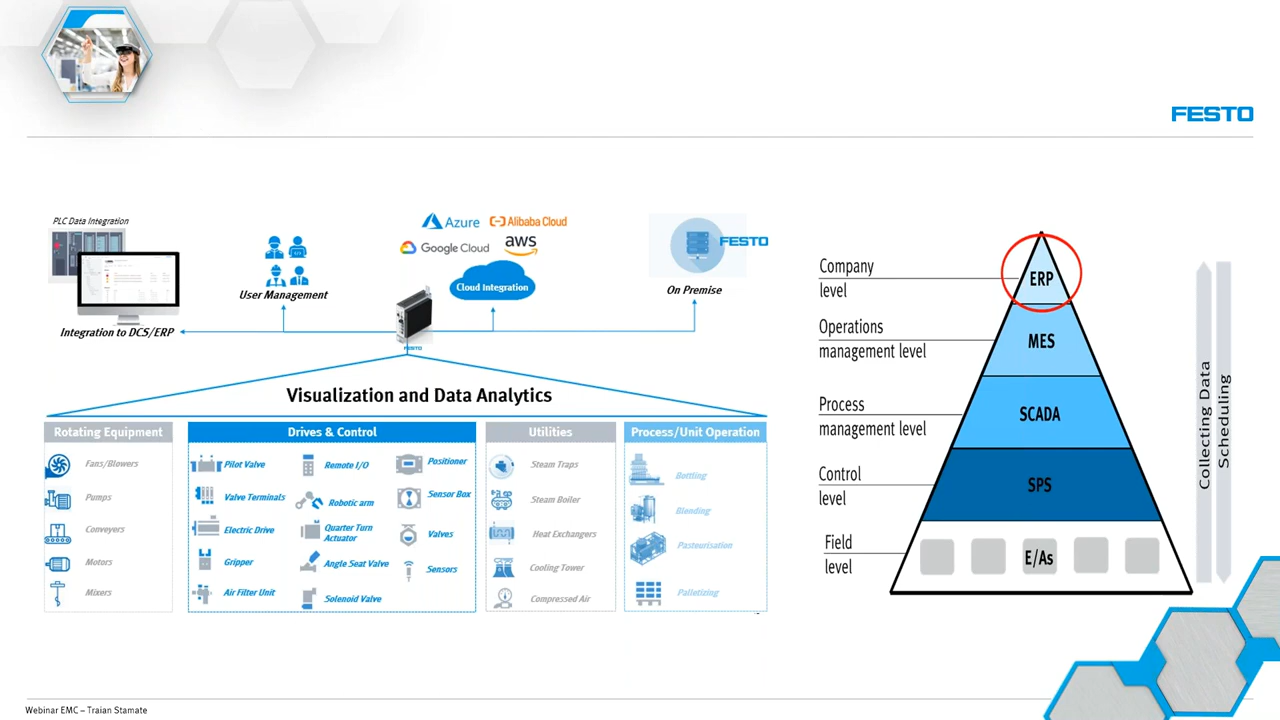 FESTO
PLC Data Integration
Integration to DCS/ERP
User Management
Azure
Alibaba Cloud
Google Cloud
aws
Cloud Integration
FESTO
On Premise
FESTO
Visualization and Data Analytics
Rotating Equipment
Fans/Blowers
Pumps
Conveyers
Motors
Mixers
Drives & Control
Pilot Valve
Valve Terminals
Electric Drive
Gripper
Air Filter Unit
Remote I/O
Robotic arm
Quarter Turn
Actuator
Angle Seat Valve
Solenoid Valve
Positioner
Sensor Box
Valves
Sensors
Utilities
Steam Traps
Steam Boiler
Heat Exchangers
Cooling Tower
Compressed Air
Process/Unit Operation
Bottling
Blending
Pasteurisation
Palletizing
Company
level
ERP
Operations
management level
MES
Process
management level
SCADA
Control
level
SPS
Field
level
E/As
Collecting Data
Scheduling
Webinar EMC – Traian Stamate